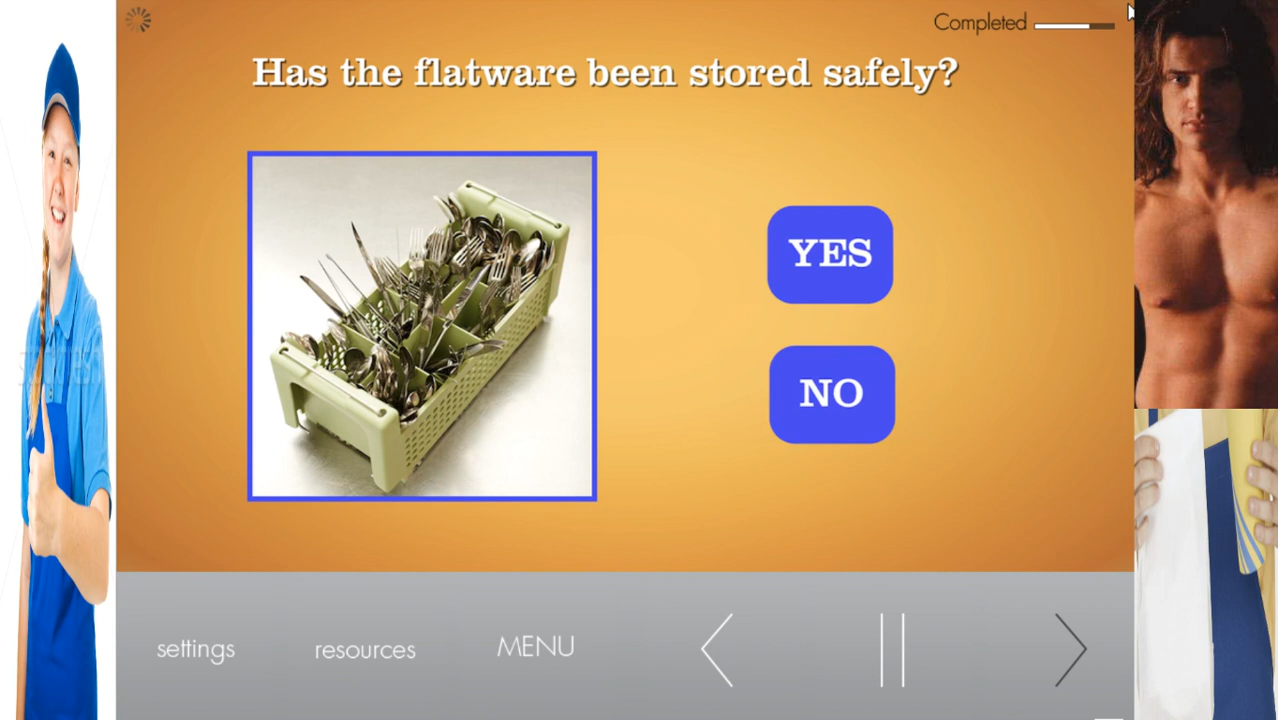 Completed
Has the flatware been stored safely?
YES
NO
settings
resources
MENU